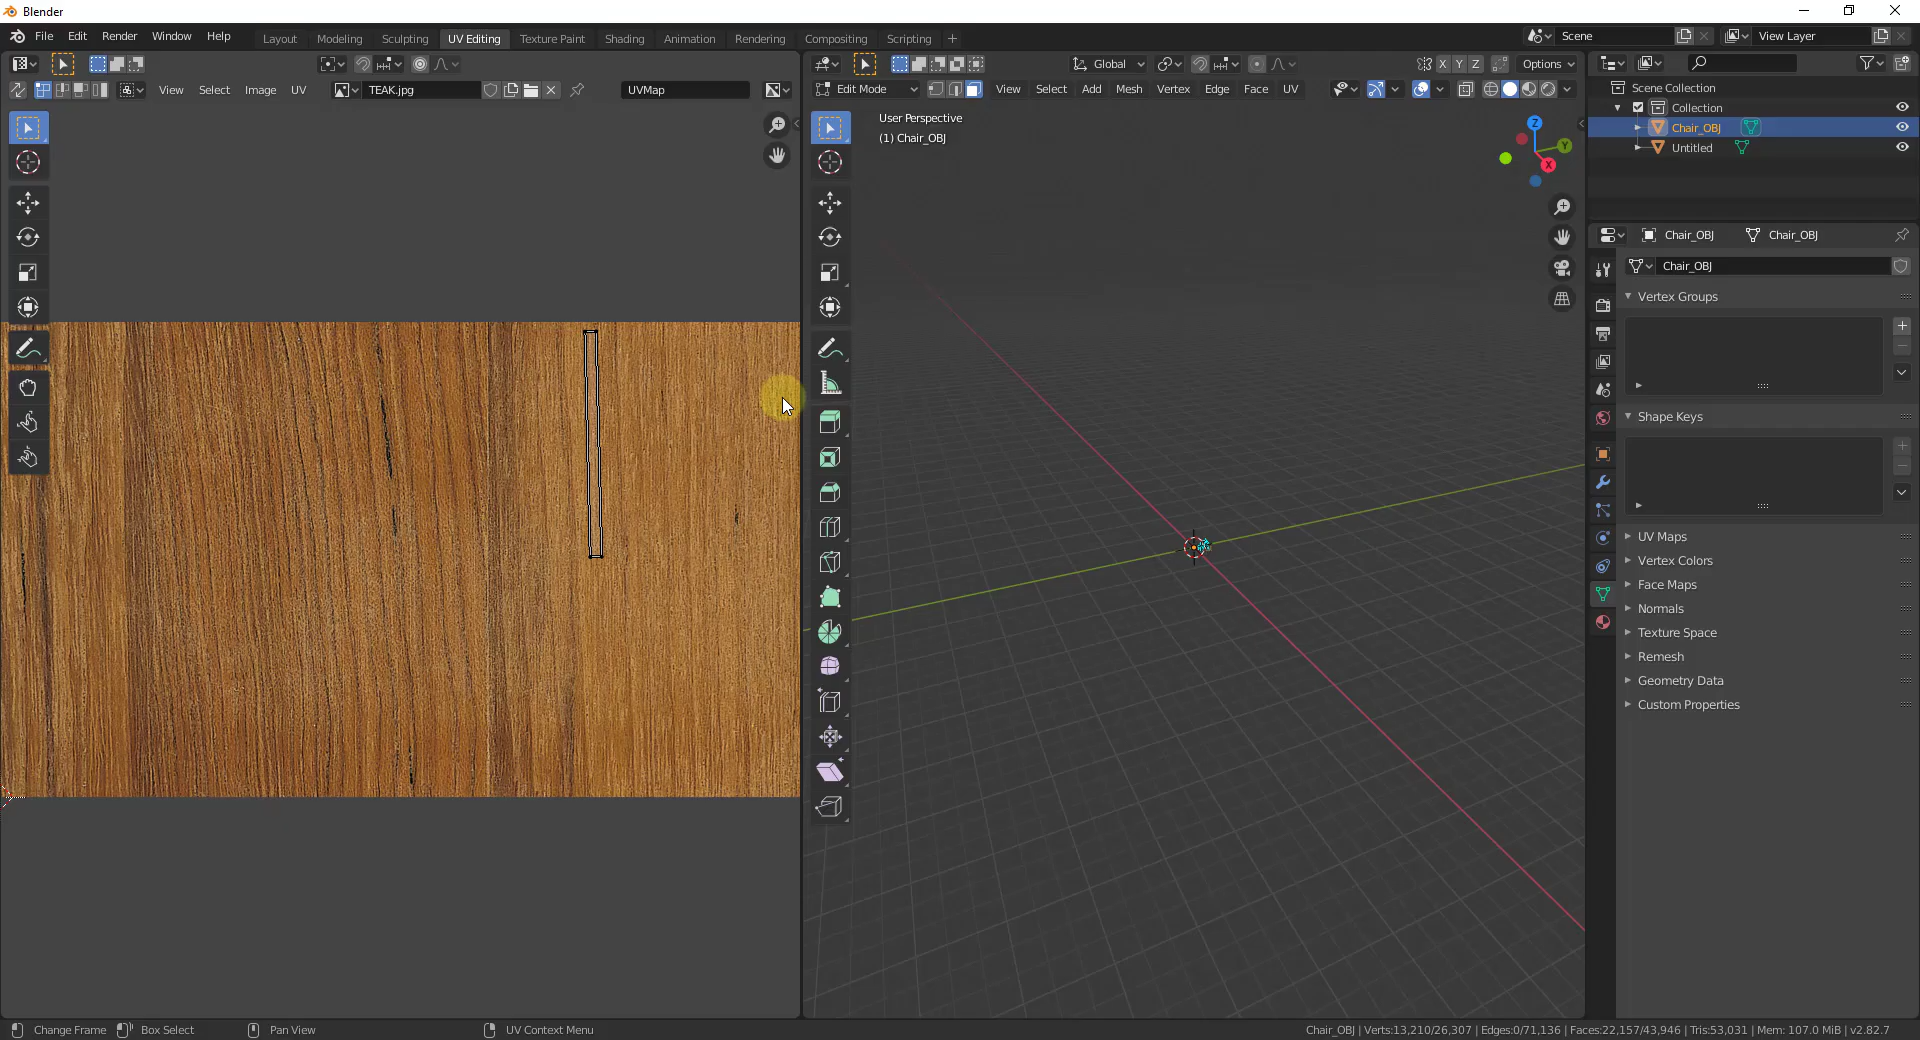 Blender
File Edit Render Window Help
Layout Modeling Sculpting UV Editing Texture Paint Shading Animation Rendering Compositing Scripting
Scene
View Layer
Global
X Y Z
Options
View Select Image UV
TEAK.jpg
UVMap
Edit Mode
View Select Add Mesh Vertex Edge Face UV
User Perspective
(1) Chair_OBJ
Z
Y
X
Scene Collection
Collection
Chair_OBJ
Untitled
Chair_OBJ Chair_OBJ
Chair_OBJ
Vertex Groups
Shape Keys
UV Maps
Vertex Colors
Face Maps
Normals
Texture Space
Remesh
Geometry Data
Custom Properties
Change Frame Box Select Pan View UV Context Menu
Chair_OBJ | Verts:13,210/26,307 | Edges:0/71,136 | Faces:22,157/43,946 | Tris:53,031 | Mem: 107.0 MiB | v2.82.7